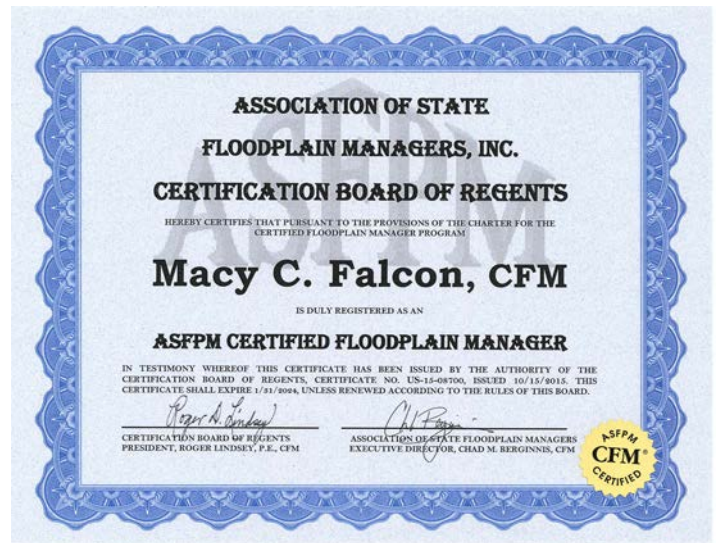 ASSOCIATION OF STATE
FLOODPLAIN MANAGERS, INC.
CERTIFICATION BOARD OF REGENTS
HEREBY CERTIFIES THAT PURSUANT TO THE PROVISIONS OF THE CHARTER FOR THE
CERTIFIED FLOODPLAIN MANAGER PROGRAM
Macy C. Falcon, CFM
IS DULY REGISTERED AS AN
ASFPM CERTIFIED FLOODPLAIN MANAGER
IN TESTIMONY WHEREOF THIS CERTIFICATE HAS BEEN ISSUED BY THE AUTHORITY OF THE
CERTIFICATION BOARD OF REGENTS, CERTIFICATE NO. US-15-08700, ISSUED 10/15/2015. THIS
CERTIFICATE SHALL EXPIRE 1/31/2024, UNLESS RENEWED ACCORDING TO THE RULES OF THIS BOARD.
Roger D. Lindsey
CERTIFICATION BOARD OF REGENTS
PRESIDENT, ROGER LINDSEY, P.E., CFM
ASSOCIATION OF STATE FLOODPLAIN MANAGERS
EXECUTIVE DIRECTOR, CHAD M. BERGINNIS, CFM
ASFPM
CFM®
CERTIFIED
ASFPM